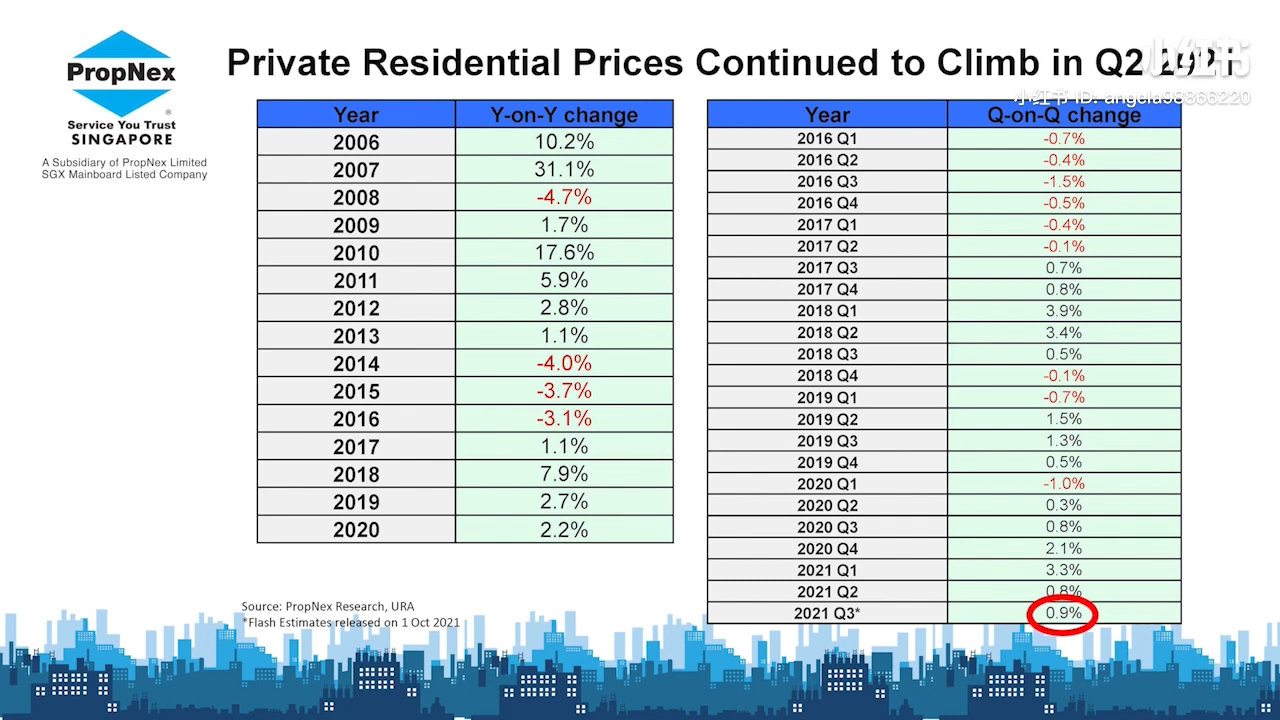 PropNex
®
Service You Trust
SINGAPORE
A Subsidiary of PropNex Limited
SGX Mainboard Listed Company
Private Residential Prices Continued to Climb in Q2 2021
小红书
小红书 ID: angela98866220
Year Y-on-Y change
2006 10.2%
2007 31.1%
2008 -4.7%
2009 1.7%
2010 17.6%
2011 5.9%
2012 2.8%
2013 1.1%
2014 -4.0%
2015 -3.7%
2016 -3.1%
2017 1.1%
2018 7.9%
2019 2.7%
2020 2.2%
Year Q-on-Q change
2016 Q1 -0.7%
2016 Q2 -0.4%
2016 Q3 -1.5%
2016 Q4 -0.5%
2017 Q1 -0.4%
2017 Q2 -0.1%
2017 Q3 0.7%
2017 Q4 0.8%
2018 Q1 3.9%
2018 Q2 3.4%
2018 Q3 0.5%
2018 Q4 -0.1%
2019 Q1 -0.7%
2019 Q2 1.5%
2019 Q3 1.3%
2019 Q4 0.5%
2020 Q1 -1.0%
2020 Q2 0.3%
2020 Q3 0.8%
2020 Q4 2.1%
2021 Q1 3.3%
2021 Q2 0.8%
2021 Q3* 0.9%
Source: PropNex Research, URA
*Flash Estimates released on 1 Oct 2021